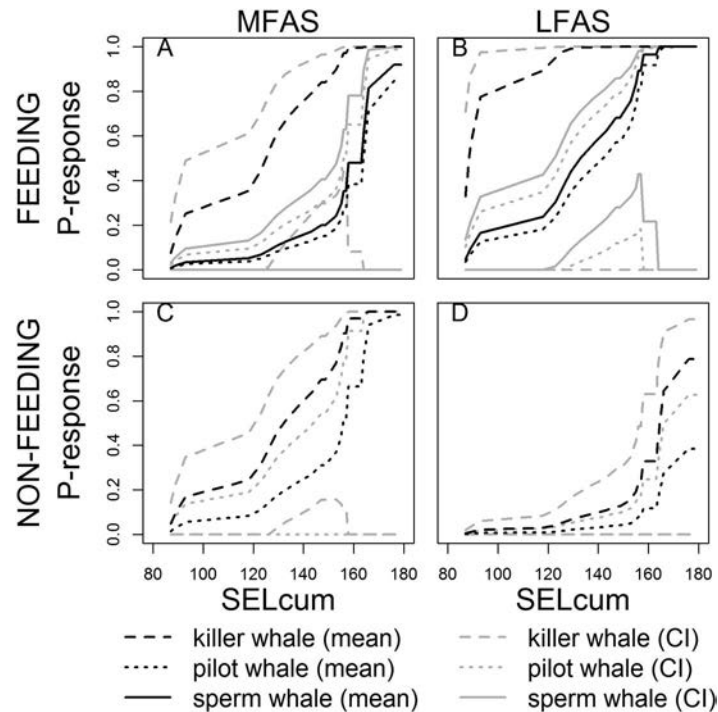 MFAS LFAS
FEEDING
P-response
0.0 0.2 0.4 0.6 0.8 1.0
A B
NON-FEEDING
P-response
0.0 0.2 0.4 0.6 0.8 1.0
C D
80 100 120 140 160 180 80 100 120 140 160 180
SELcum SELcum
killer whale (mean) killer whale (CI)
pilot whale (mean) pilot whale (CI)
sperm whale (mean) sperm whale (CI)